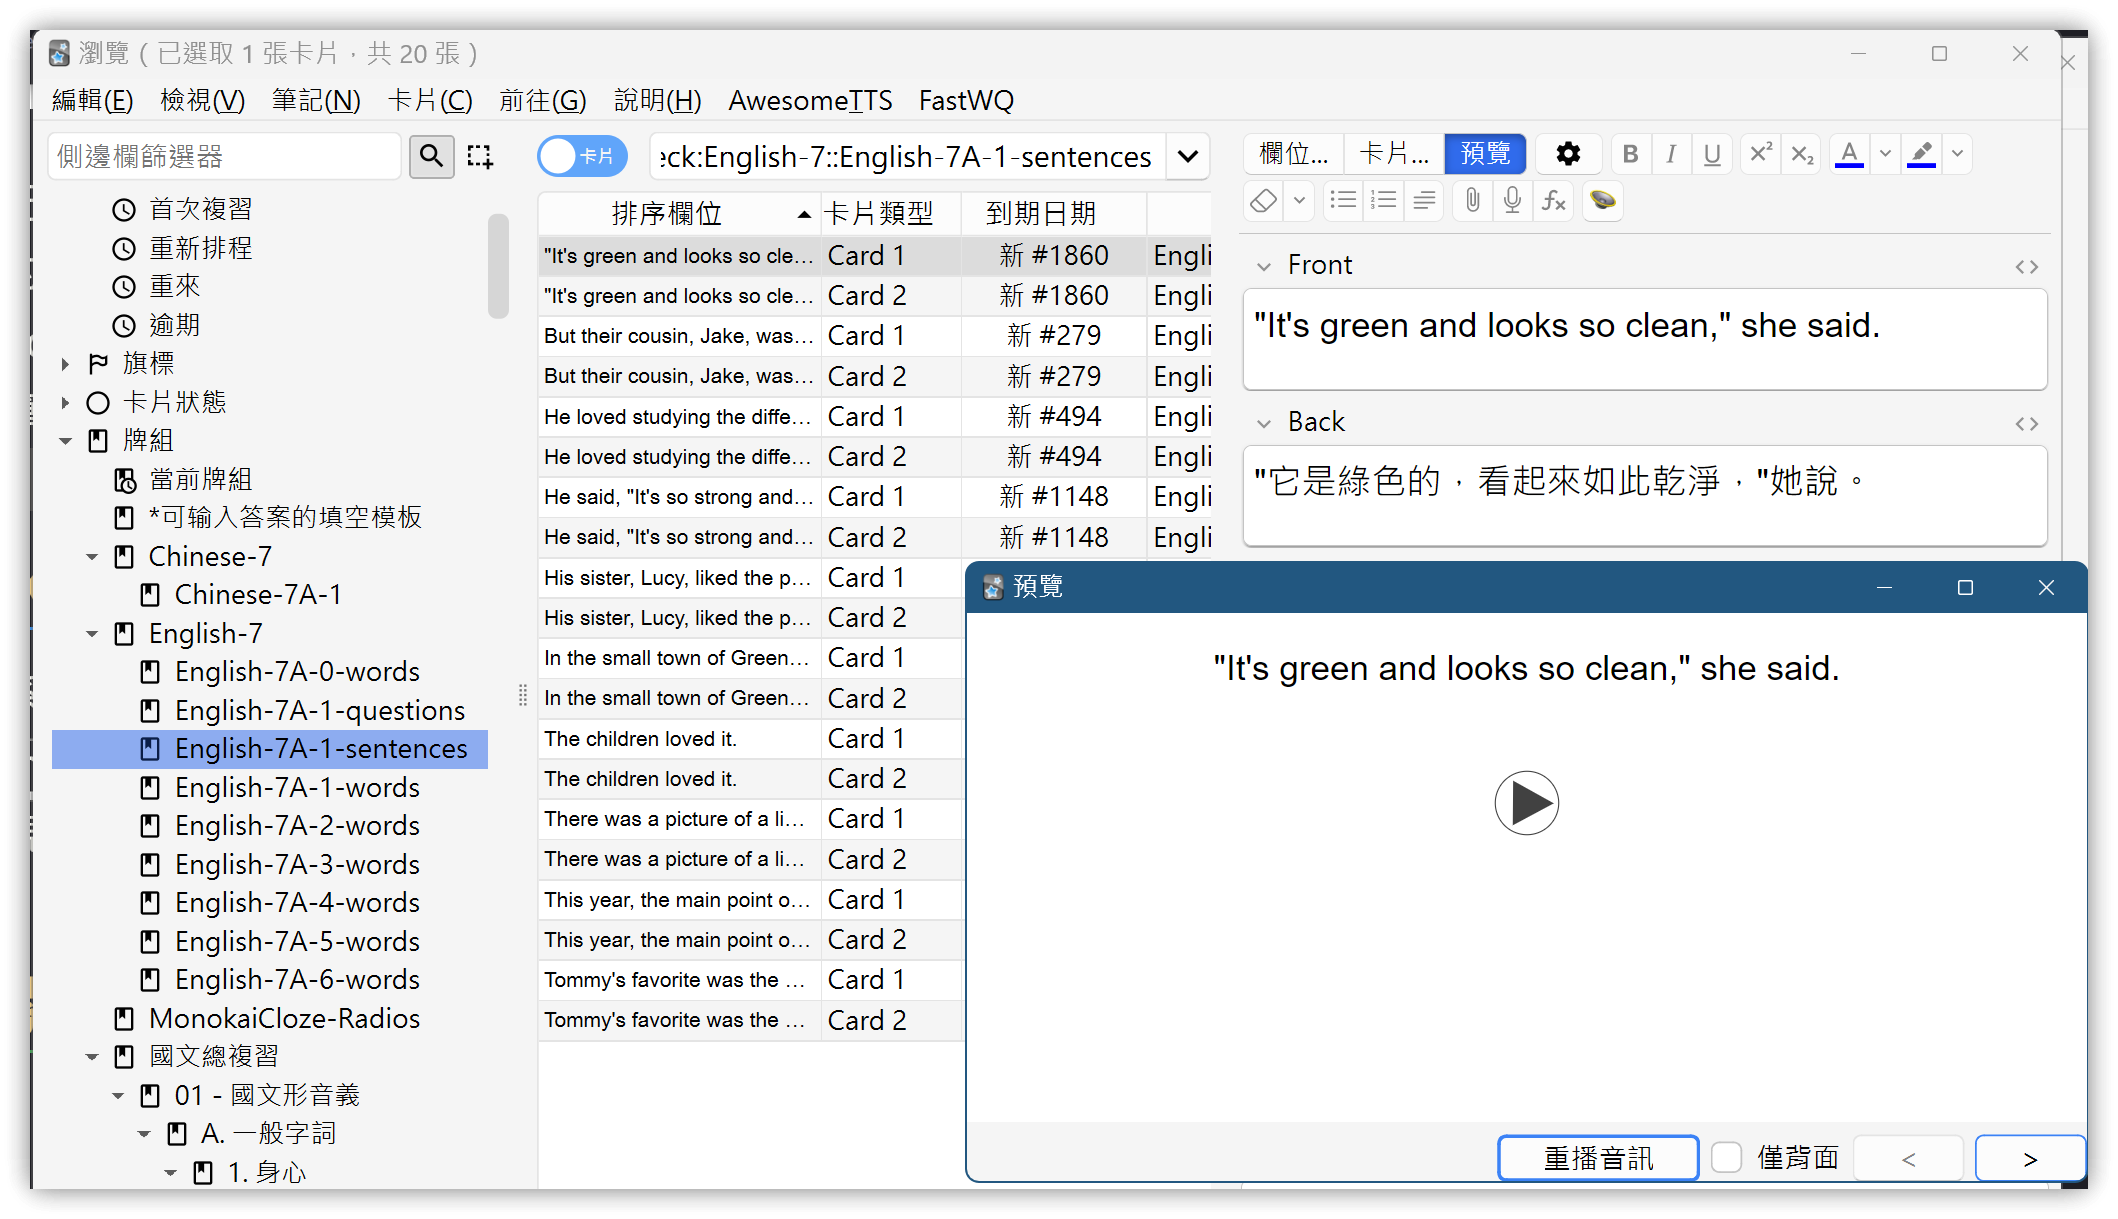 瀏覽（已選取 1 張卡片，共 20 張）
編輯(E) 檢視(V) 筆記(N) 卡片(C) 前往(G) 說明(H) AwesomeTTS FastWQ
側邊欄篩選器
首次複習
重新排程
重來
逾期
旗標
卡片狀態
牌組
當前牌組
*可输入答案的填空模板
Chinese-7
Chinese-7A-1
English-7
English-7A-0-words
English-7A-1-questions
English-7A-1-sentences
English-7A-1-words
English-7A-2-words
English-7A-3-words
English-7A-4-words
English-7A-5-words
English-7A-6-words
MonokaiCloze-Radios
國文總複習
01 - 國文形音義
A. 一般字詞
1. 身心
卡片
eck:English-7::English-7A-1-sentences
排序欄位 卡片類型 到期日期
"It's green and looks so cle... Card 1 新 #1860 Engli
"It's green and looks so cle... Card 2 新 #1860 Engli
But their cousin, Jake, was... Card 1 新 #279 Engli
But their cousin, Jake, was... Card 2 新 #279 Engli
He loved studying the diffe... Card 1 新 #494 Engli
He loved studying the diffe... Card 2 新 #494 Engli
He said, "It's so strong and... Card 1 新 #1148 Engli
He said, "It's so strong and... Card 2 新 #1148 Engli
His sister, Lucy, liked the p... Card 1
His sister, Lucy, liked the p... Card 2
In the small town of Green... Card 1
In the small town of Green... Card 2
The children loved it. Card 1
The children loved it. Card 2
There was a picture of a li... Card 1
There was a picture of a li... Card 2
This year, the main point o... Card 1
This year, the main point o... Card 2
Tommy's favorite was the ... Card 1
Tommy's favorite was the ... Card 2
欄位... 卡片... 預覽 B I U X² X₂ A
fx
Front
"It's green and looks so clean," she said.
Back
"它是綠色的，看起來如此乾淨，"她說。
預覽
"It's green and looks so clean," she said.
重播音訊 僅背面 < >